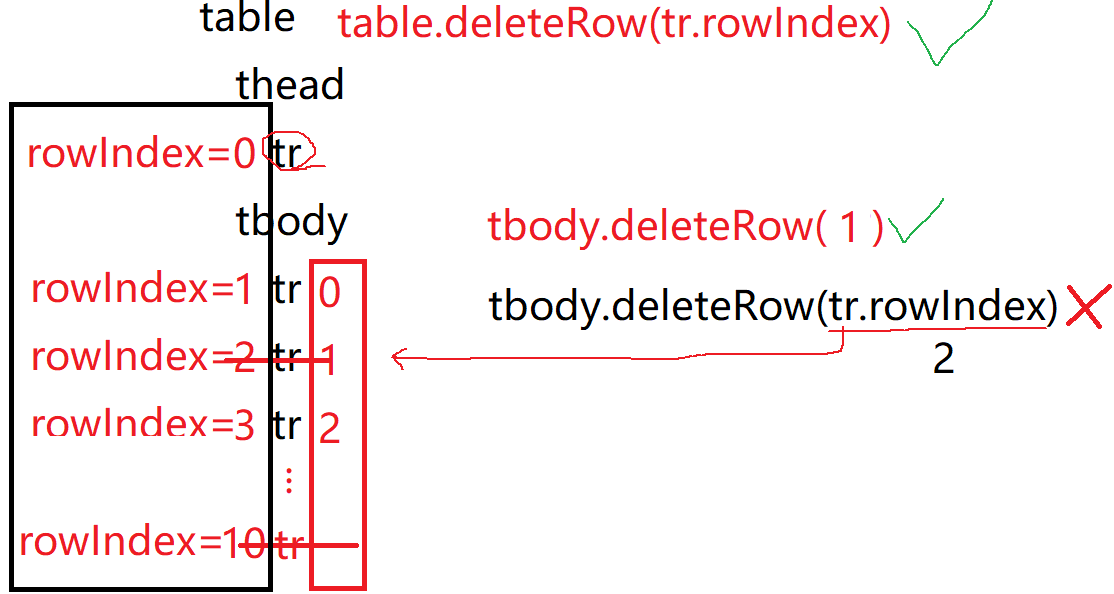 table table.deleteRow(tr.rowIndex)
thead
rowIndex=0 tr
tbody tbody.deleteRow( 1 )
rowIndex=1 tr 0 tbody.deleteRow(tr.rowIndex)
rowIndex=2 tr 1 2
rowIndex=3 tr 2
rowIndex=10 tr